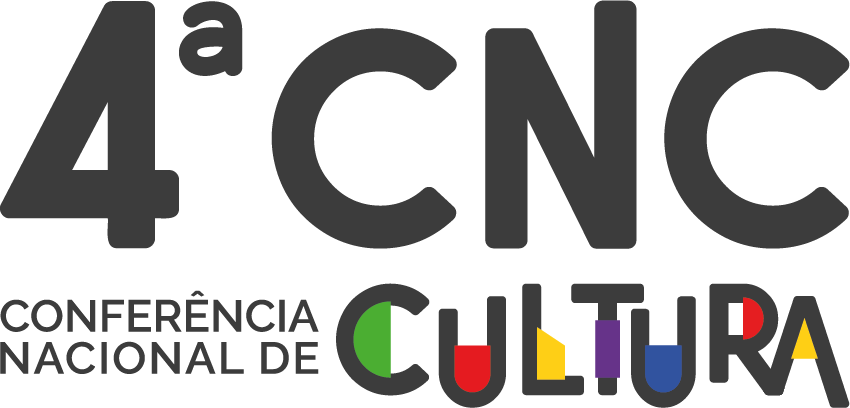 4ª CNC
CONFERÊNCIA
NACIONAL DE CULTURA